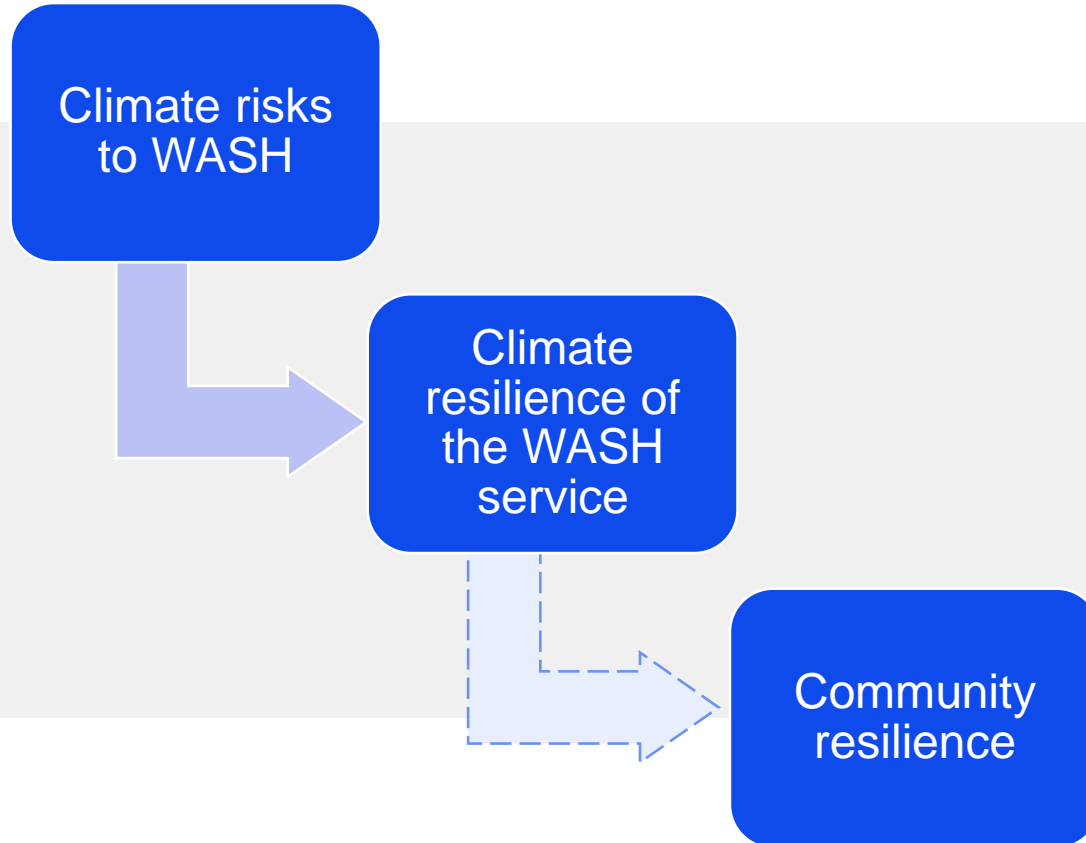 Climate risks
to WASH
Climate
resilience of
the WASH
service
Community
resilience